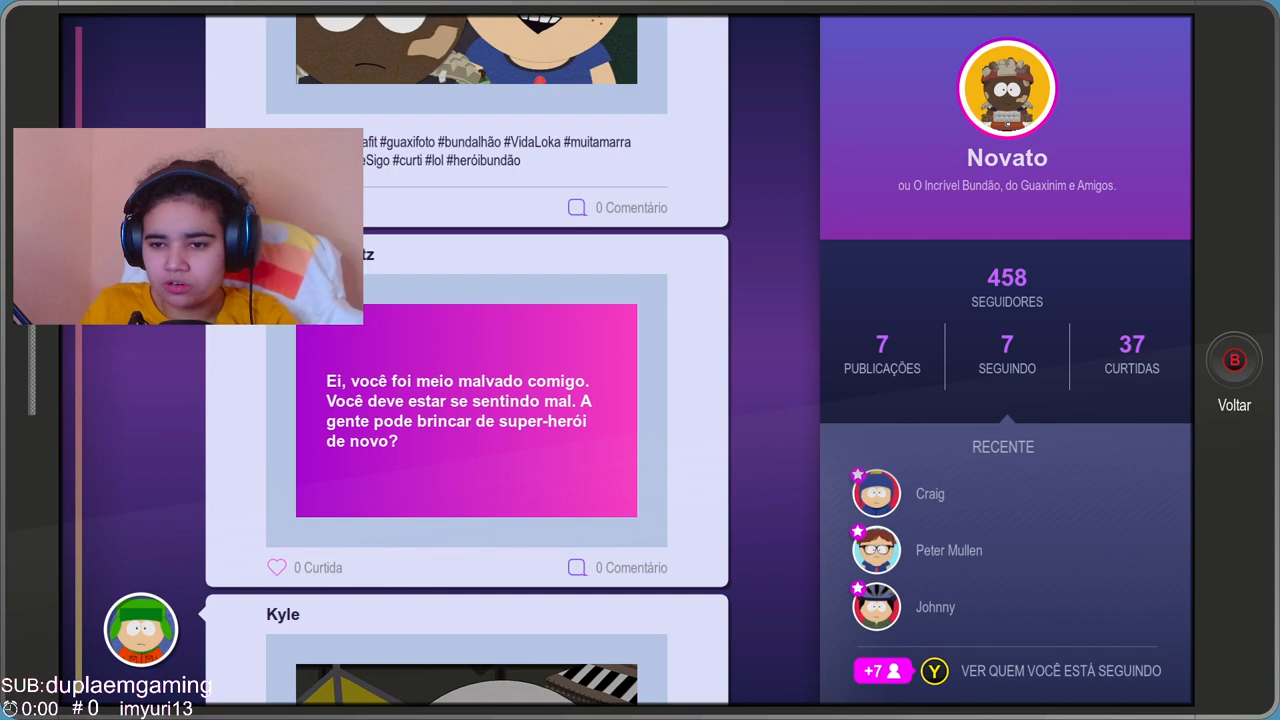 afit #guaxifoto #bundalhão #VidaLoka #muitamarra
eSigo #curti #lol #heróibundão
0 Comentário
tz
Ei, você foi meio malvado comigo.
Você deve estar se sentindo mal. A
gente pode brincar de super-herói
de novo?
0 Curtida
0 Comentário
Kyle
SUB:duplaemgaming
0:00 # 0 imyuri13
Novato
ou O Incrível Bundão, do Guaxinim e Amigos.
458
SEGUIDORES
7
PUBLICAÇÕES
7
SEGUINDO
37
CURTIDAS
RECENTE
Craig
Peter Mullen
Johnny
+7 Y VER QUEM VOCÊ ESTÁ SEGUINDO
B
Voltar